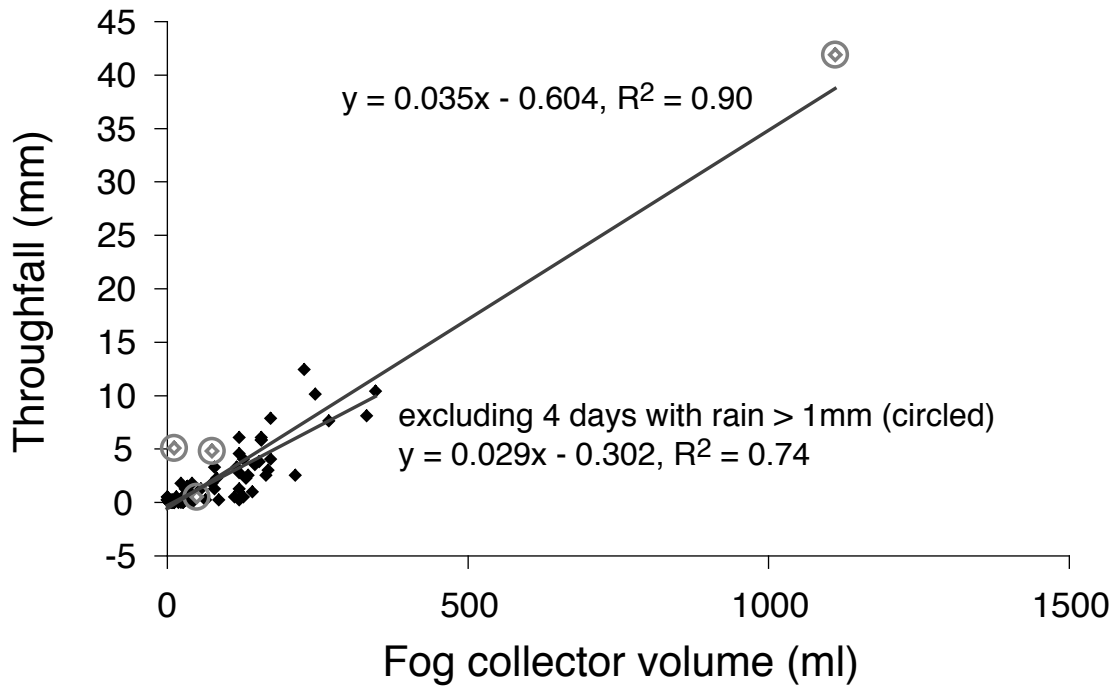 45
40
35
30
25
20
15
10
5
0
-5
Throughfall (mm)
y = 0.035x - 0.604, R² = 0.90
excluding 4 days with rain > 1mm (circled)
y = 0.029x - 0.302, R² = 0.74
0 500 1000 1500
Fog collector volume (ml)